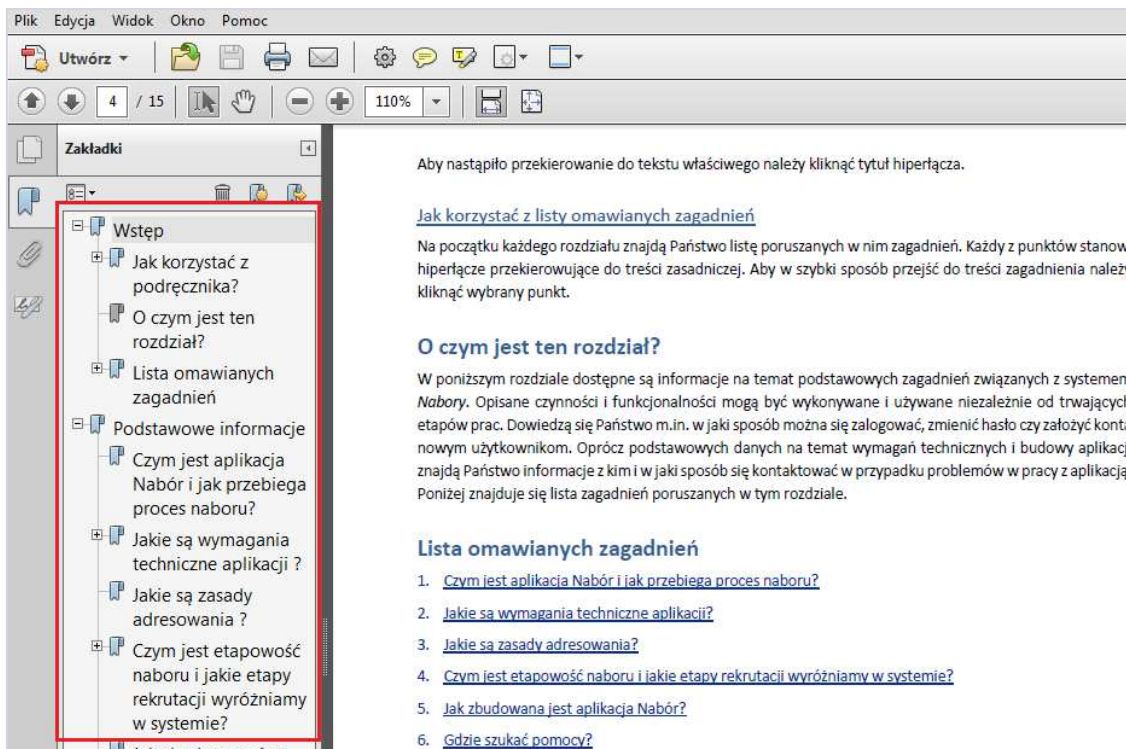 Plik Edycja Widok Okno Pomoc
Utwórz
4 / 15 110%
Zakładki
Wstęp
Jak korzystać z
podręcznika?
O czym jest ten
rozdział?
Lista omawianych
zagadnień
Podstawowe informacje
Czym jest aplikacja
Nabór i jak przebiega
proces naboru?
Jakie są wymagania
techniczne aplikacji ?
Jakie są zasady
adresowania ?
Czym jest etapowość
naboru i jakie etapy
rekrutacji wyróżniamy
w systemie?
Aby nastąpiło przekierowanie do tekstu właściwego należy kliknąć tytuł hiperłącza.
Jak korzystać z listy omawianych zagadnień
Na początku każdego rozdziału znajdą Państwo listę poruszanych w nim zagadnień. Każdy z punktów stanow
hiperłącze przekierowujące do treści zasadniczej. Aby w szybki sposób przejść do treści zagadnienia należy
kliknąć wybrany punkt.
O czym jest ten rozdział?
W poniższym rozdziale dostępne są informacje na temat podstawowych zagadnień związanych z systemem
Nabory. Opisane czynności i funkcjonalności mogą być wykonywane i używane niezależnie od trwających
etapów prac. Dowiedzą się Państwo m.in. w jaki sposób można się zalogować, zmienić hasło czy założyć konta
nowym użytkownikom. Oprócz podstawowych danych na temat wymagań technicznych i budowy aplikacj
znajdą Państwo informacje z kim i w jaki sposób się kontaktować w przypadku problemów w pracy z aplikacją
Poniżej znajduje się lista zagadnień poruszanych w tym rozdziale.
Lista omawianych zagadnień
1. Czym jest aplikacja Nabór i jak przebiega proces naboru?
2. Jakie są wymagania techniczne aplikacji?
3. Jakie są zasady adresowania?
4. Czym jest etapowość naboru i jakie etapy rekrutacji wyróżniamy w systemie?
5. Jak zbudowana jest aplikacja Nabór?
6. Gdzie szukać pomocy?